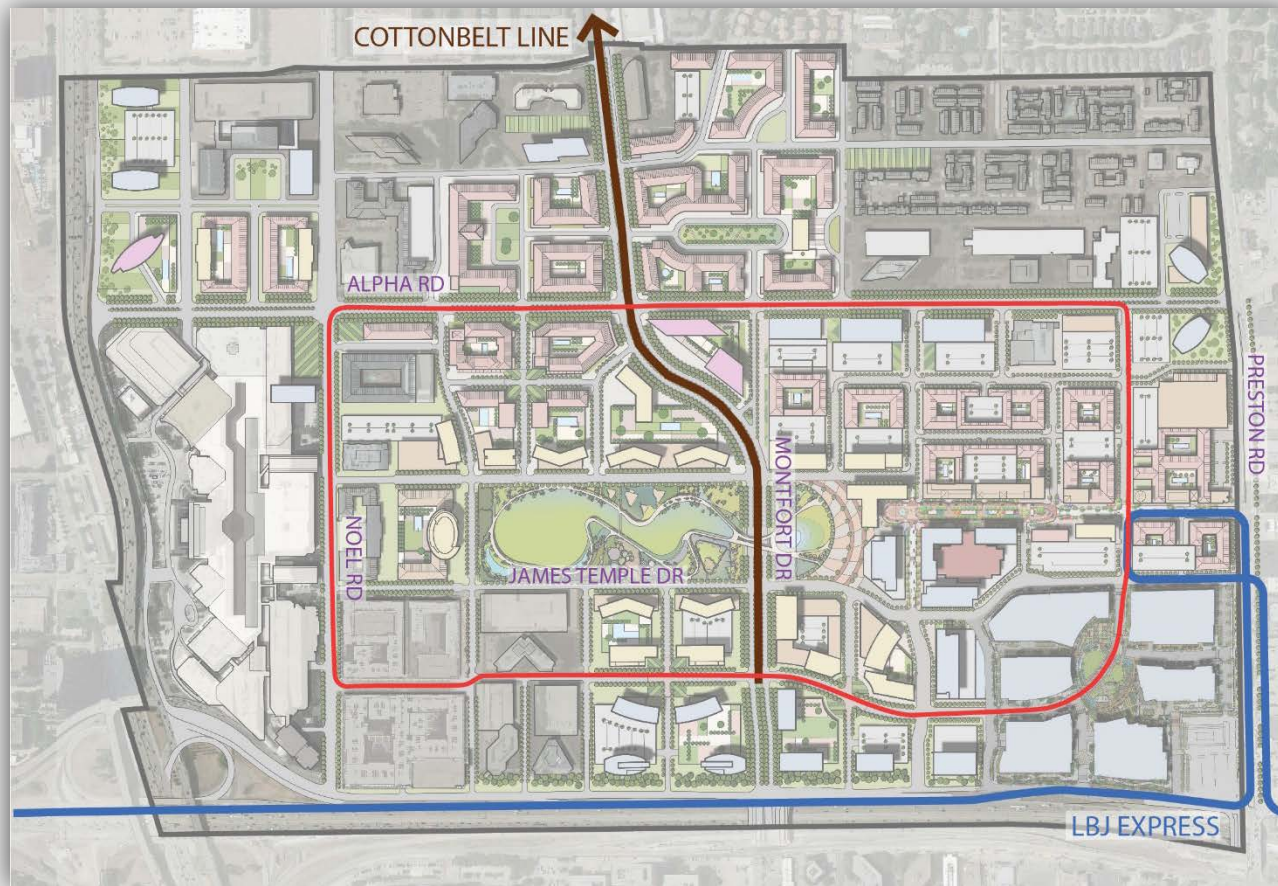 COTTONBELT LINE
ALPHA RD
PRESTON RD
MONTFORT DR
NOEL RD
JAMES TEMPLE DR
LBJ EXPRESS